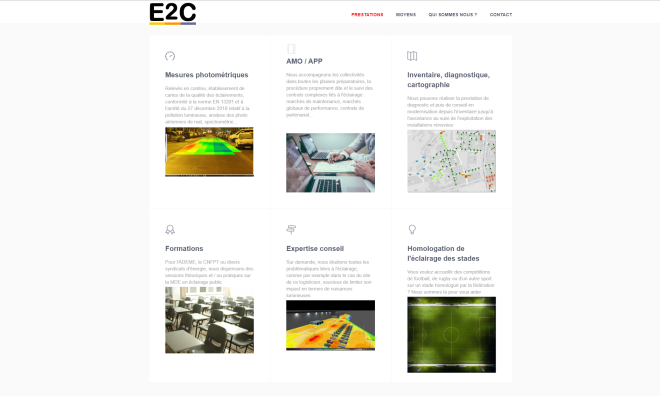 E2C
PRESTATIONS MOYENS QUI SOMMES NOUS ? CONTACT
Mesures photométriques
Relevés en continu, établissement de
cartes de la qualité des éclairements,
conformité à la norme EN 13201 et à
l'arrêté du 27 décembre 2018 relatif à la
pollution lumineuse, analyse des photo
aériennes de nuit, spectrométrie...
AMO / APP
Nous accompagnons les collectivités
dans toutes les phases préparatoires, la
procédure proprement dite et le suivi des
contrats complexes liés à l'éclairage :
marchés de maintenance, marchés
globaux de performance, contrats de
partenariat.
Inventaire, diagnostique,
cartographie
Nous pouvons réaliser la prestation de
diagnostic et puis de conseil en
modernisation depuis l'inventaire jusqu'à
l'assistance au suivi de l'exploitation des
installations rénovées
Formations
Pour l'ADEME, le CNFPT ou divers
syndicats d'énergie, nous dispensons des
sessions théoriques et / ou pratiques sur
la MDE en éclairage public
Expertise conseil
Sur demande, nous étudions toutes les
problématiques liées à l'éclairage,
comme par exemple dans le cas du site
de ce logisticien, soucieux de limiter son
impact en termes de nuisances
lumineuses
Homologation de
l'éclairage des stades
Vous voulez accueillir des compétitions
de football, de rugby ou d'un autre sport
sur un stade homologué par la fédération
? Nous sommes là pour vous aider